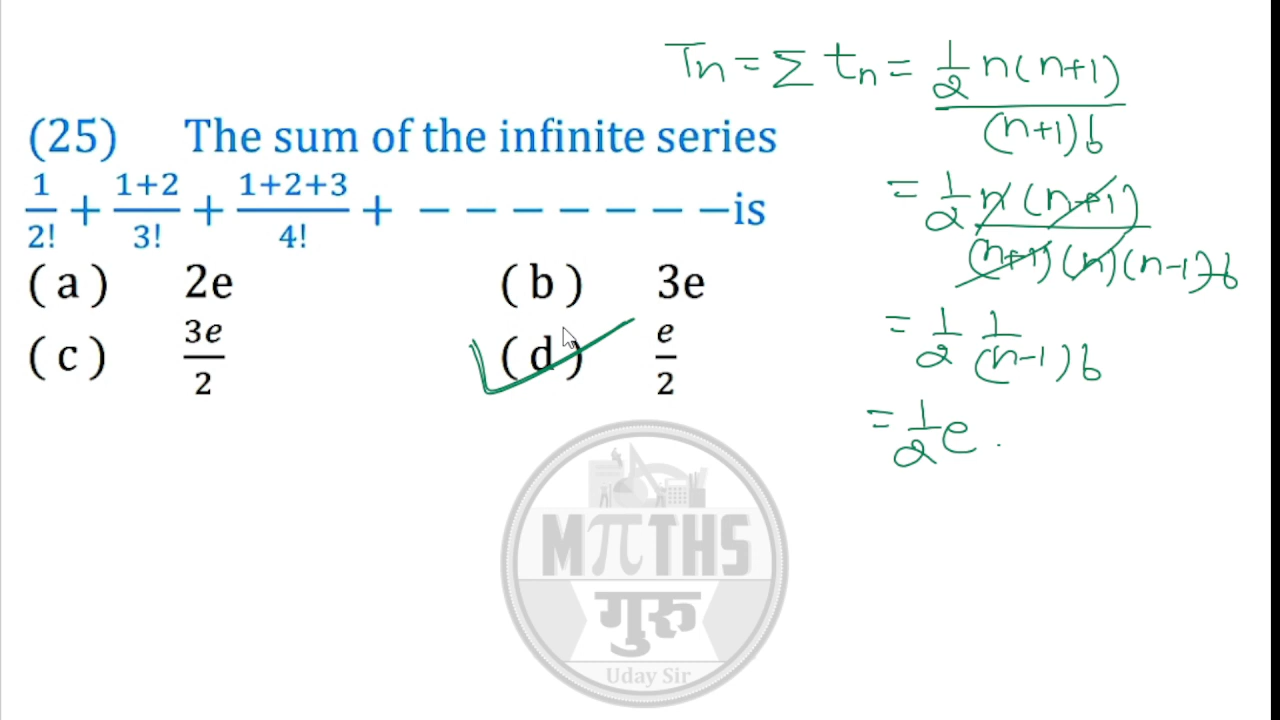 (25) The sum of the infinite series
1/2! + (1+2)/3! + (1+2+3)/4! + − − − − − − − is
(a) 2e (b) 3e
(c) 3e/2 (d) e/2
Tn = Σ tn = (1/2 n(n+1))/((n+1)!)
= 1/2 n(n+1)/((n+1)(n)(n-1)!)
= 1/2 1/((n-1)!)
= 1/2 e.
MπTHS
गुरु
Uday Sir